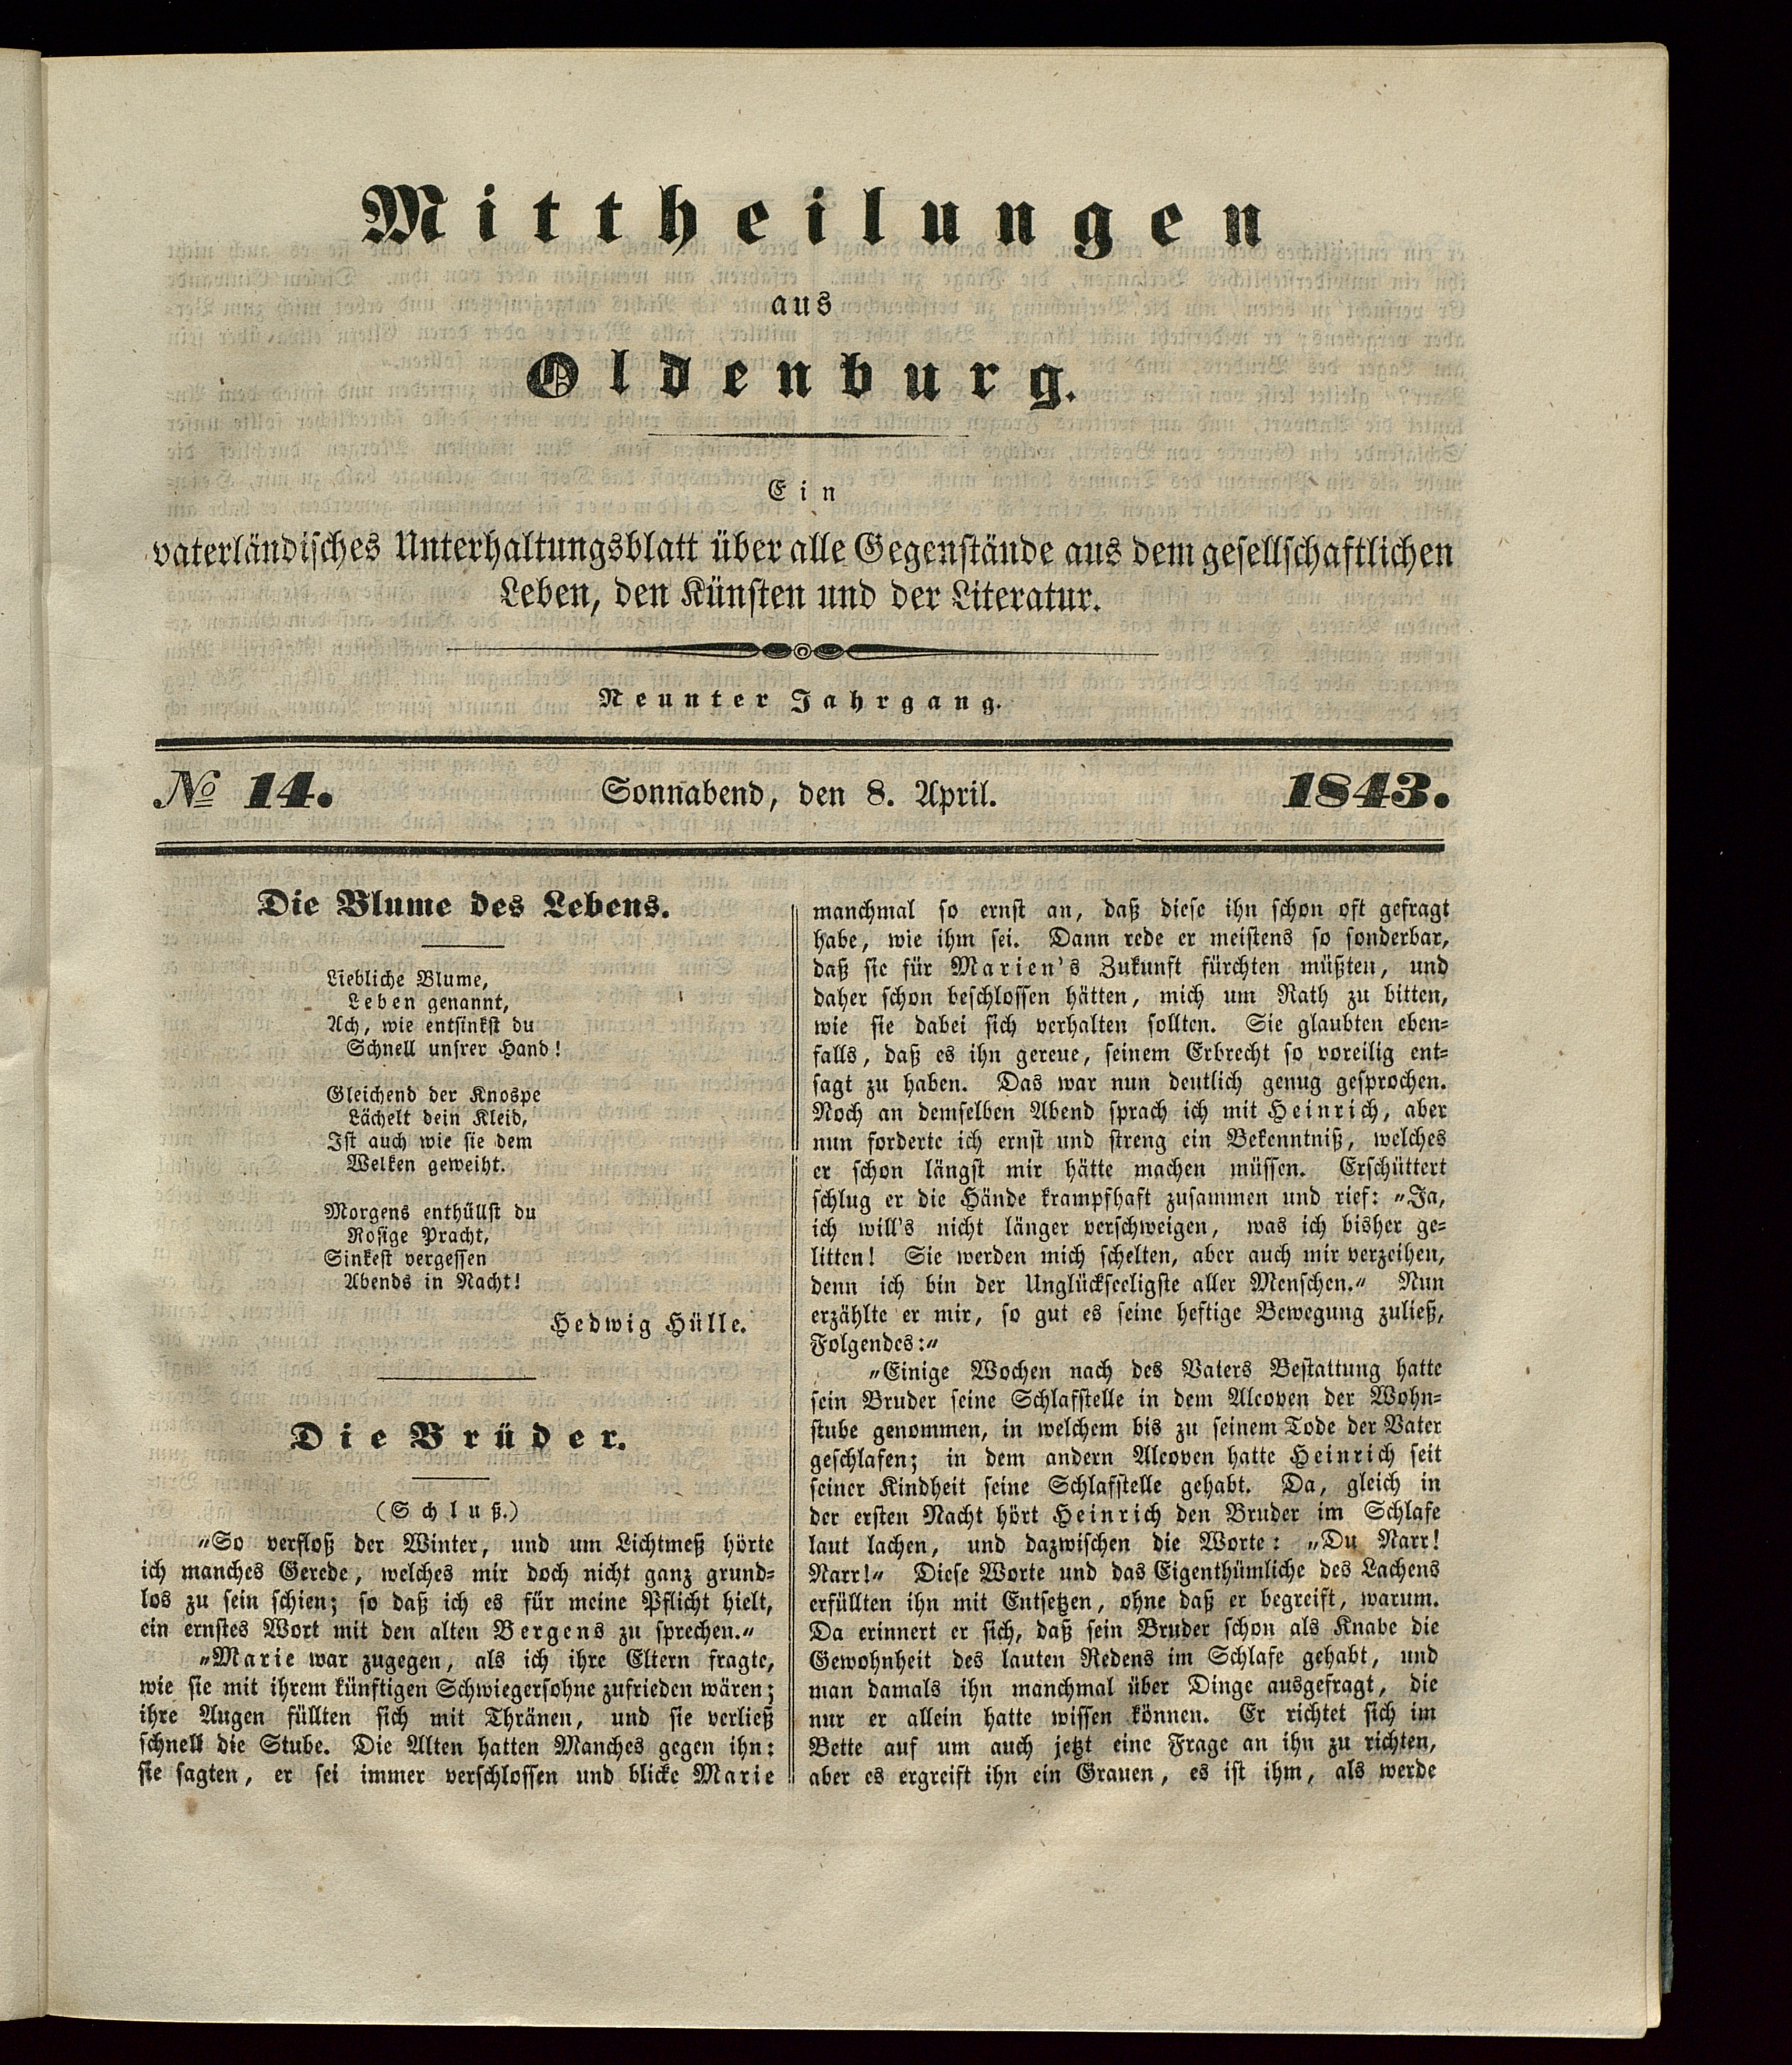 Mittheilungen
aus
Oldenburg.
Ein
vaterländisches Unterhaltungsblatt über alle Gegenstände aus dem gesellschaftlichen
Leben, den Künsten und der Literatur.
Neunter Jahrgang.
No 14. Sonnabend, den 8. April. 1843.
Die Blume des Lebens.
Liebliche Blume,
Leben genannt,
Ach, wie entsinkst du
Schnell unsrer Hand!
Gleichend der Knospe
Lächelt dein Kleid,
Ist auch wie sie dem
Welken geweiht.
Morgens enthüllst du
Rosige Pracht,
Sinkest vergessen
Abends in Nacht!
Hedwig Hülle.
Die Brüder.
(Schluß.)
„So verfloß der Winter, und um Lichtmeß hörte
ich manches Gerede, welches mir doch nicht ganz grund-
los zu sein schien; so daß ich es für meine Pflicht hielt,
ein ernstes Wort mit den alten Bergens zu sprechen.“
„Marie war zugegen, als ich ihre Eltern fragte,
wie sie mit ihrem künftigen Schwiegersohne zufrieden wären;
ihre Augen füllten sich mit Thränen, und sie verließ
schnell die Stube. Die Alten hatten Manches gegen ihn:
sie sagten, er sei immer verschlossen und blicke Marie
manchmal so ernst an, daß diese ihn schon oft gefragt
habe, wie ihm sei. Dann rede er meistens so sonderbar,
daß sie für Marien's Zukunft fürchten müßten, und
daher schon beschlossen hätten, mich um Rath zu bitten,
wie sie dabei sich verhalten sollten. Sie glaubten eben-
falls, daß es ihn gereue, seinem Erbrecht so voreilig ent-
sagt zu haben. Das war nun deutlich genug gesprochen.
Noch an demselben Abend sprach ich mit Heinrich, aber
nun forderte ich ernst und streng ein Bekenntniß, welches
er schon längst mir hätte machen müssen. Erschüttert
schlug er die Hände krampfhaft zusammen und rief: „Ja,
ich will's nicht länger verschweigen, was ich bisher ge-
litten! Sie werden mich schelten, aber auch mir verzeihen,
denn ich bin der Unglückseeligste aller Menschen.“ Nun
erzählte er mir, so gut es seine heftige Bewegung zuließ,
Folgendes:“
„Einige Wochen nach des Vaters Bestattung hatte
sein Bruder seine Schlafstelle in dem Alcoven der Wohn-
stube genommen, in welchem bis zu seinem Tode der Vater
geschlafen; in dem andern Alcoven hatte Heinrich seit
seiner Kindheit seine Schlafstelle gehabt. Da, gleich in
der ersten Nacht hört Heinrich den Bruder im Schlafe
laut lachen, und dazwischen die Worte: „Du Narr!
Narr!“ Diese Worte und das Eigenthümliche des Lachens
erfüllten ihn mit Entsetzen, ohne daß er begreift, warum.
Da erinnert er sich, daß sein Bruder schon als Knabe die
Gewohnheit des lauten Redens im Schlafe gehabt, und
man damals ihn manchmal über Dinge ausgefragt, die
nur er allein hatte wissen können. Er richtet sich im
Bette auf um auch jetzt eine Frage an ihn zu richten,
aber es ergreift ihn ein Grauen, es ist ihm, als werde